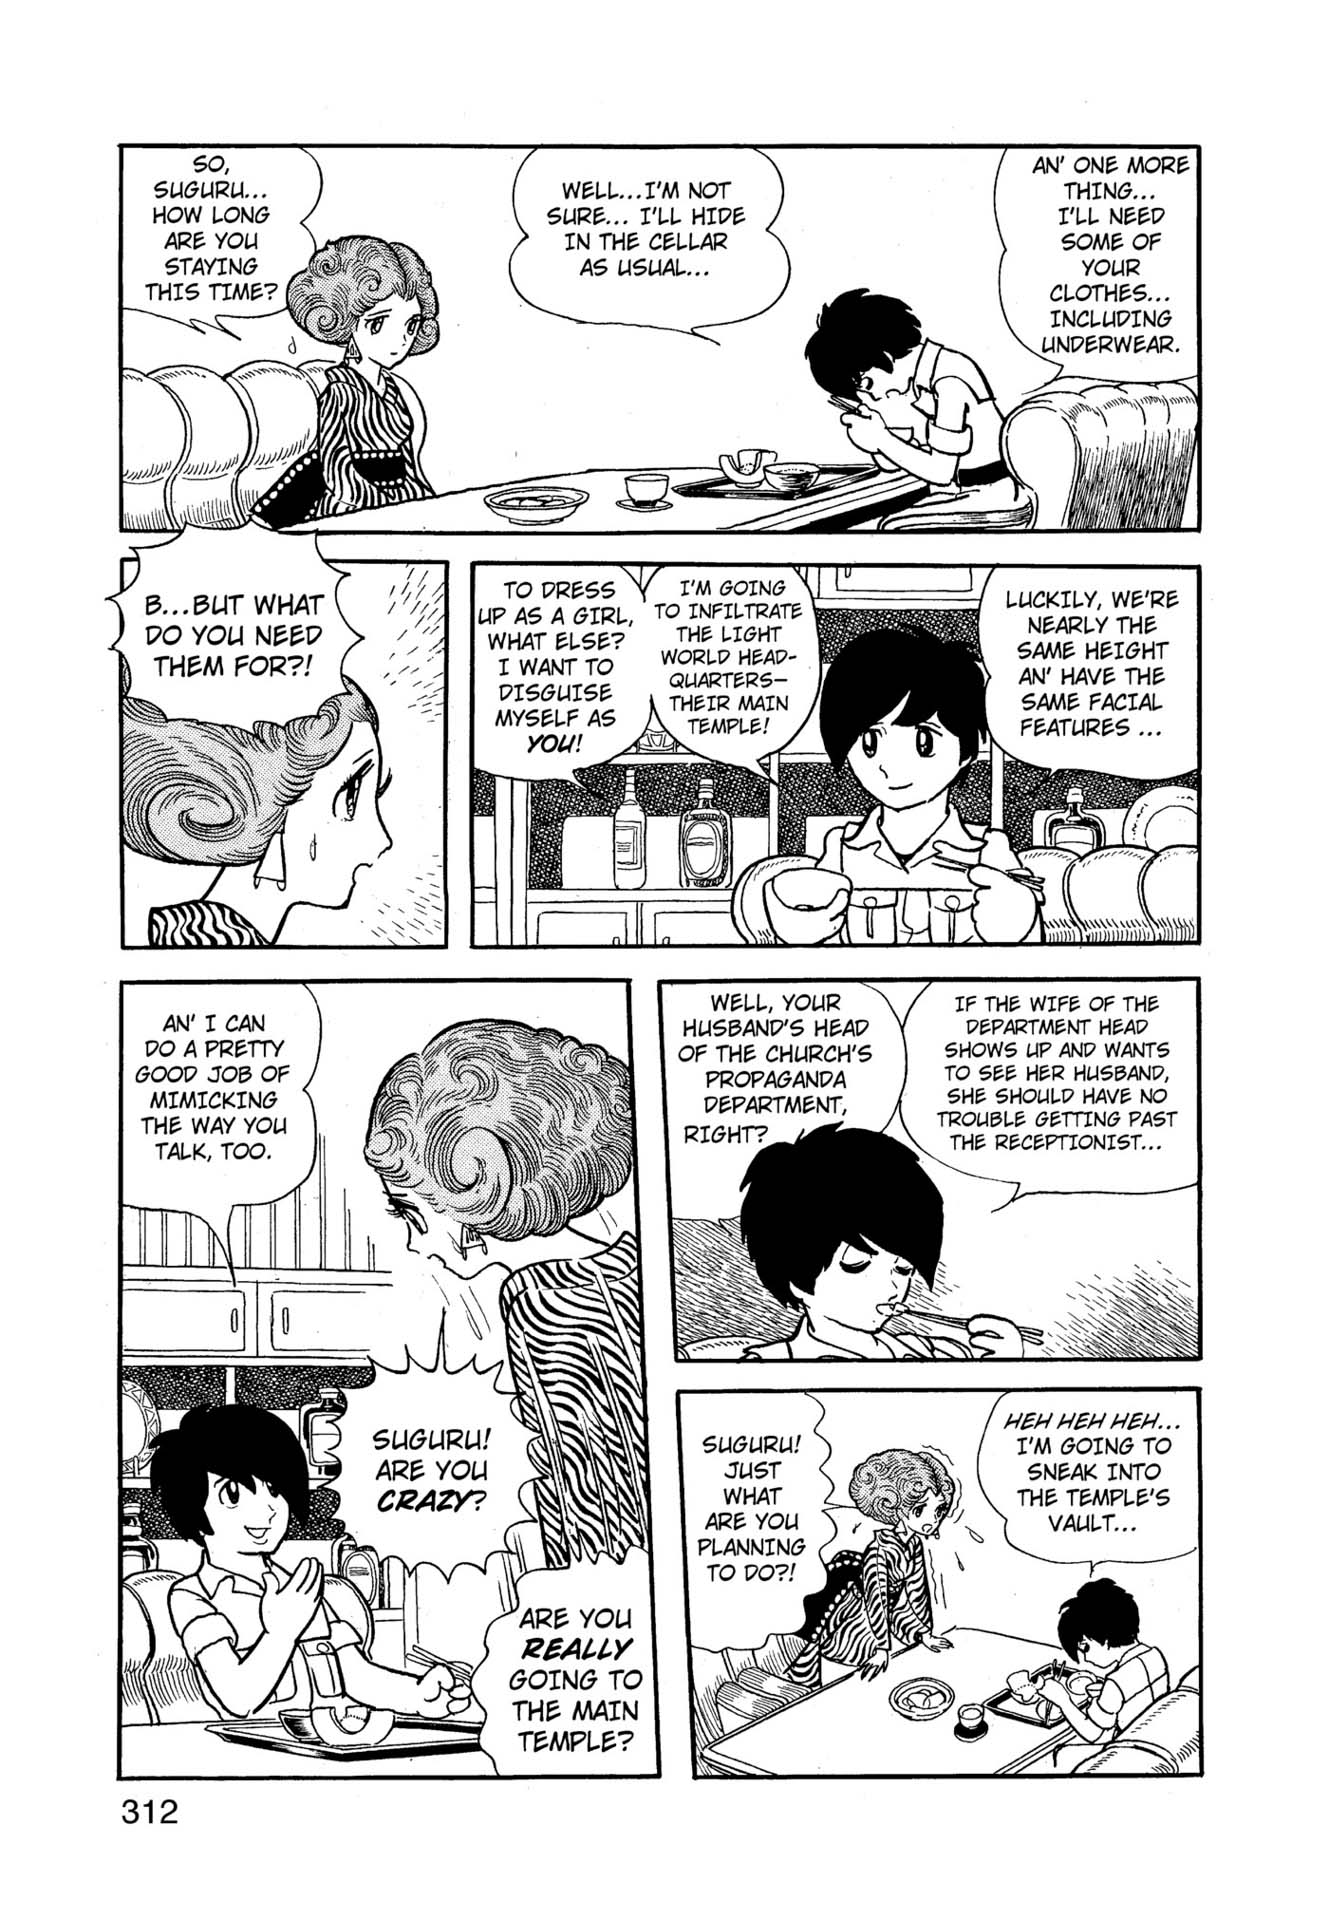 SO,
SUGURU...
HOW LONG
ARE YOU
STAYING
THIS TIME?
WELL...I'M NOT
SURE... I'LL HIDE
IN THE CELLAR
AS USUAL...
AN' ONE MORE
THING...
I'LL NEED
SOME OF
YOUR
CLOTHES...
INCLUDING
UNDERWEAR.
B...BUT WHAT
DO YOU NEED
THEM FOR?!
TO DRESS
UP AS A GIRL,
WHAT ELSE?
I WANT TO
DISGUISE
MYSELF AS
YOU!
I'M GOING
TO INFILTRATE
THE LIGHT
WORLD HEAD-
QUARTERS—
THEIR MAIN
TEMPLE!
LUCKILY, WE'RE
NEARLY THE
SAME HEIGHT
AN' HAVE THE
SAME FACIAL
FEATURES ...
AN' I CAN
DO A PRETTY
GOOD JOB OF
MIMICKING
THE WAY YOU
TALK, TOO.
SUGURU!
ARE YOU
CRAZY?
ARE YOU
REALLY
GOING TO
THE MAIN
TEMPLE?
WELL, YOUR
HUSBAND'S HEAD
OF THE CHURCH'S
PROPAGANDA
DEPARTMENT,
RIGHT?
IF THE WIFE OF THE
DEPARTMENT HEAD
SHOWS UP AND WANTS
TO SEE HER HUSBAND,
SHE SHOULD HAVE NO
TROUBLE GETTING PAST
THE RECEPTIONIST...
SUGURU!
JUST
WHAT
ARE YOU
PLANNING
TO DO?!
HEH HEH HEH...
I'M GOING TO
SNEAK INTO
THE TEMPLE'S
VAULT...
312